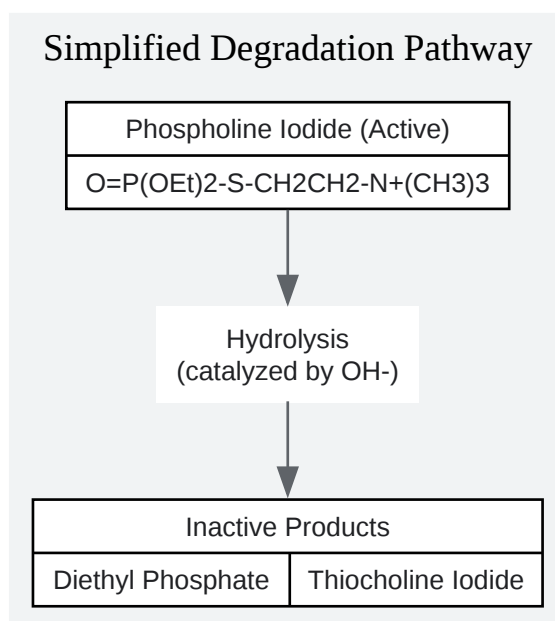 Simplified Degradation Pathway
Phospholine Iodide (Active)
O=P(OEt)2-S-CH2CH2-N+(CH3)3
Hydrolysis
(catalyzed by OH-)
Inactive Products
Diethyl Phosphate
Thiocholine Iodide